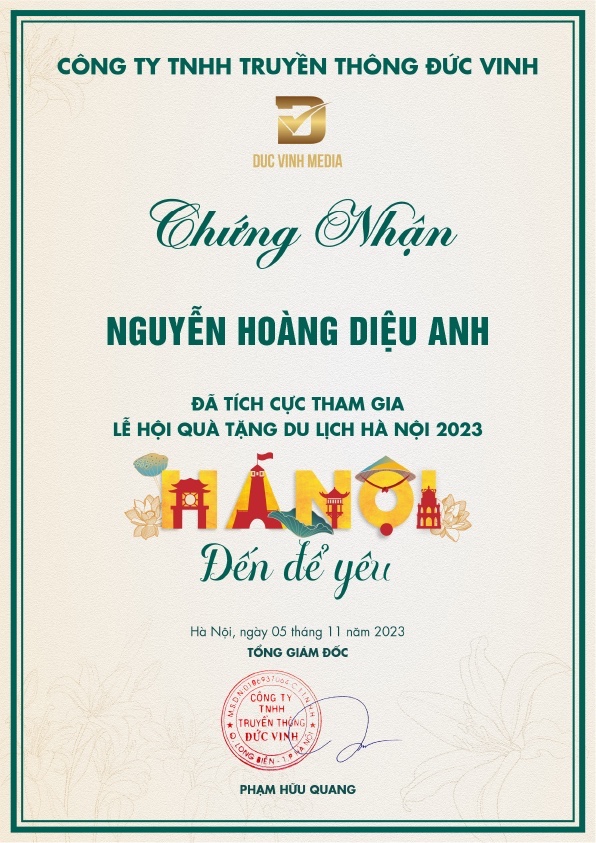 CÔNG TY TNHH TRUYỀN THÔNG ĐỨC VINH
DUC VINH MEDIA
Chứng Nhận
NGUYỄN HOÀNG DIỆU ANH
ĐÃ TÍCH CỰC THAM GIA
LỄ HỘI QUÀ TẶNG DU LỊCH HÀ NỘI 2023
HÀ NỘI
Đến để yêu
Hà Nội, ngày 05 tháng 11 năm 2023
TỔNG GIÁM ĐỐC
CÔNG TY
TNHH
TRUYỀN THÔNG
ĐỨC VINH
Q. LONG BIÊN - T.P HÀ NỘI
PHẠM HỮU QUANG